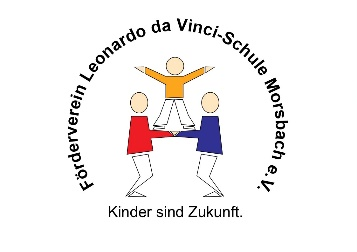 Förderverein Leonardo da Vinci-Schule Morsbach e.V.
Kinder sind Zukunft.